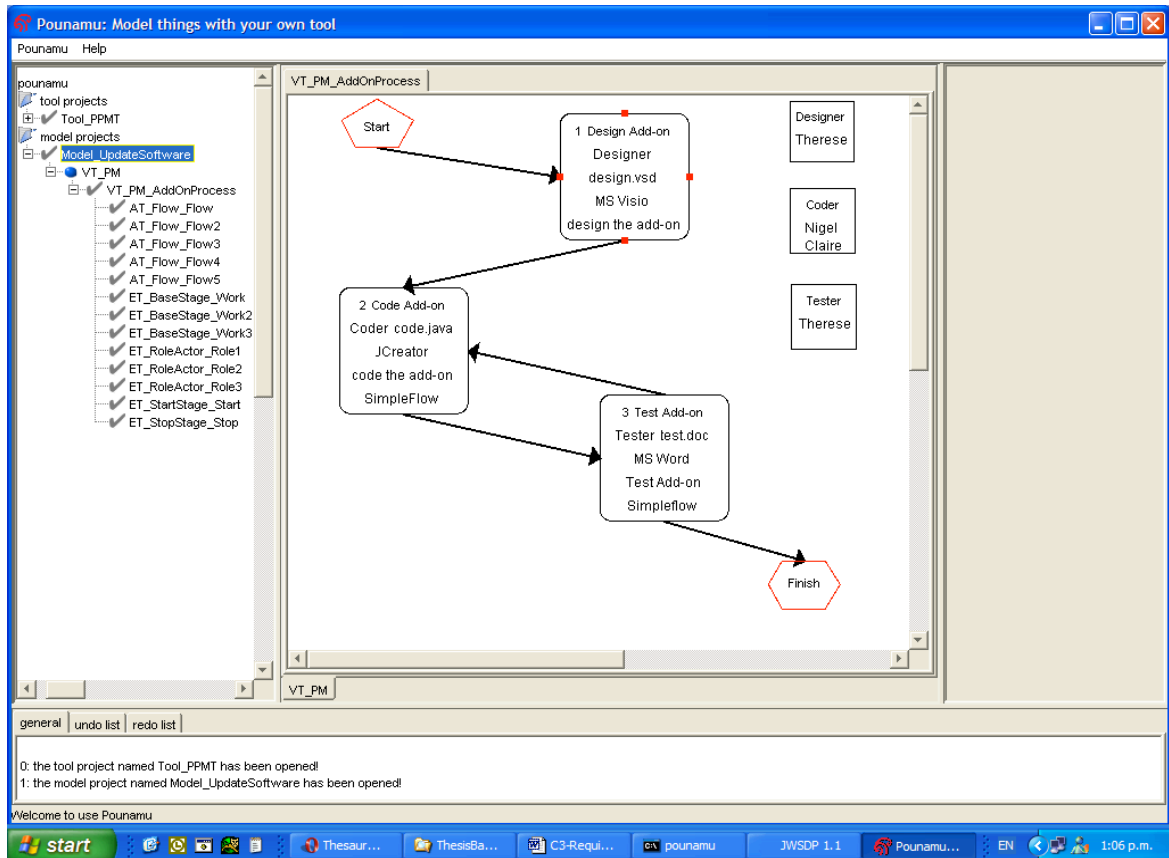 Pounamu: Model things with your own tool
Pounamu Help
pounamu
tool projects
Tool_PPMT
model projects
Model_UpdateSoftware
VT_PM
VT_PM_AddOnProcess
AT_Flow_Flow
AT_Flow_Flow2
AT_Flow_Flow3
AT_Flow_Flow4
AT_Flow_Flow5
ET_BaseStage_Work
ET_BaseStage_Work2
ET_BaseStage_Work3
ET_RoleActor_Role1
ET_RoleActor_Role2
ET_RoleActor_Role3
ET_StartStage_Start
ET_StopStage_Stop
VT_PM_AddOnProcess
Start
1 Design Add-on
Designer
design.vsd
MS Visio
design the add-on
Designer
Therese
Coder
Nigel
Claire
Tester
Therese
2 Code Add-on
Coder code.java
JCreator
code the add-on
SimpleFlow
3 Test Add-on
Tester test.doc
MS Word
Test Add-on
Simpleflow
Finish
VT_PM
general undo list redo list
0: the tool project named Tool_PPMT has been opened!
1: the model project named Model_UpdateSoftware has been opened!
Welcome to use Pounamu
start Thesaur... ThesisBa... C3-Requi... pounamu JWSDP 1.1 Pounamu... EN 1:06 p.m.